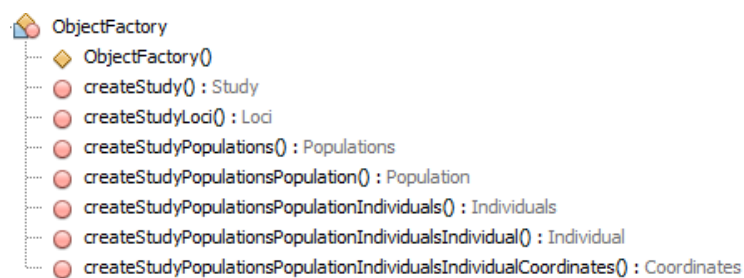 ObjectFactory
ObjectFactory()
createStudy() : Study
createStudyLoci() : Loci
createStudyPopulations() : Populations
createStudyPopulationsPopulation() : Population
createStudyPopulationsPopulationIndividuals() : Individuals
createStudyPopulationsPopulationIndividualsIndividual() : Individual
createStudyPopulationsPopulationIndividualsIndividualCoordinates() : Coordinates